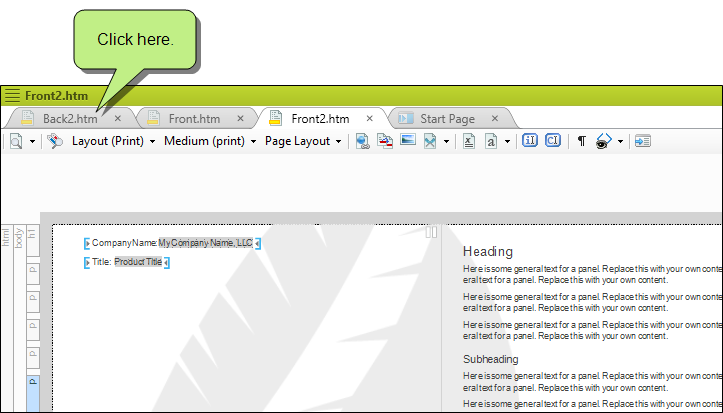 Click here.
Front2.htm
Back2.htm Front.htm Front2.htm Start Page
Layout (Print) Medium (print) Page Layout
html body h1
CompanyName:MyCompany Name, LLC
Title: ProductTitle
p
p
p
p
p
Heading
Here is some general text for a panel. Replace this with your own conte
eral text for a panel. Replace this with your own content.
Here is some general text for a panel. Replace this with your own content.
Here is some general text for a panel. Replace this with your own content.
Here is some general text for a panel. Replace this with your own conte
eral text for a panel. Replace this with your own content.
Subheading
Here is some general text for a panel. Replace this with your own conte
eral text for a panel. Replace this with your own content.
Here is some general text for a panel. Replace this with your own conte